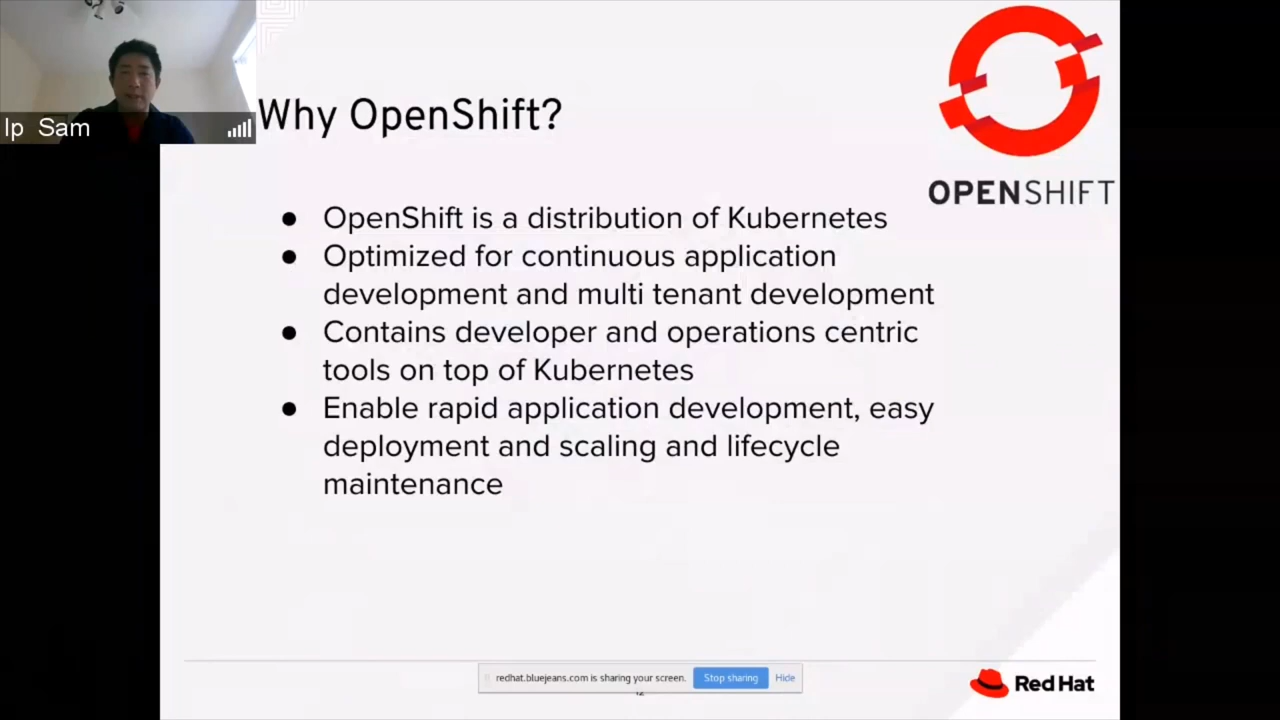 Ip Sam
Why OpenShift?
OPENSHIFT
● OpenShift is a distribution of Kubernetes
● Optimized for continuous application
development and multi tenant development
● Contains developer and operations centric
tools on top of Kubernetes
● Enable rapid application development, easy
deployment and scaling and lifecycle
maintenance
redhat.bluejeans.com is sharing your screen. Stop sharing Hide
Red Hat